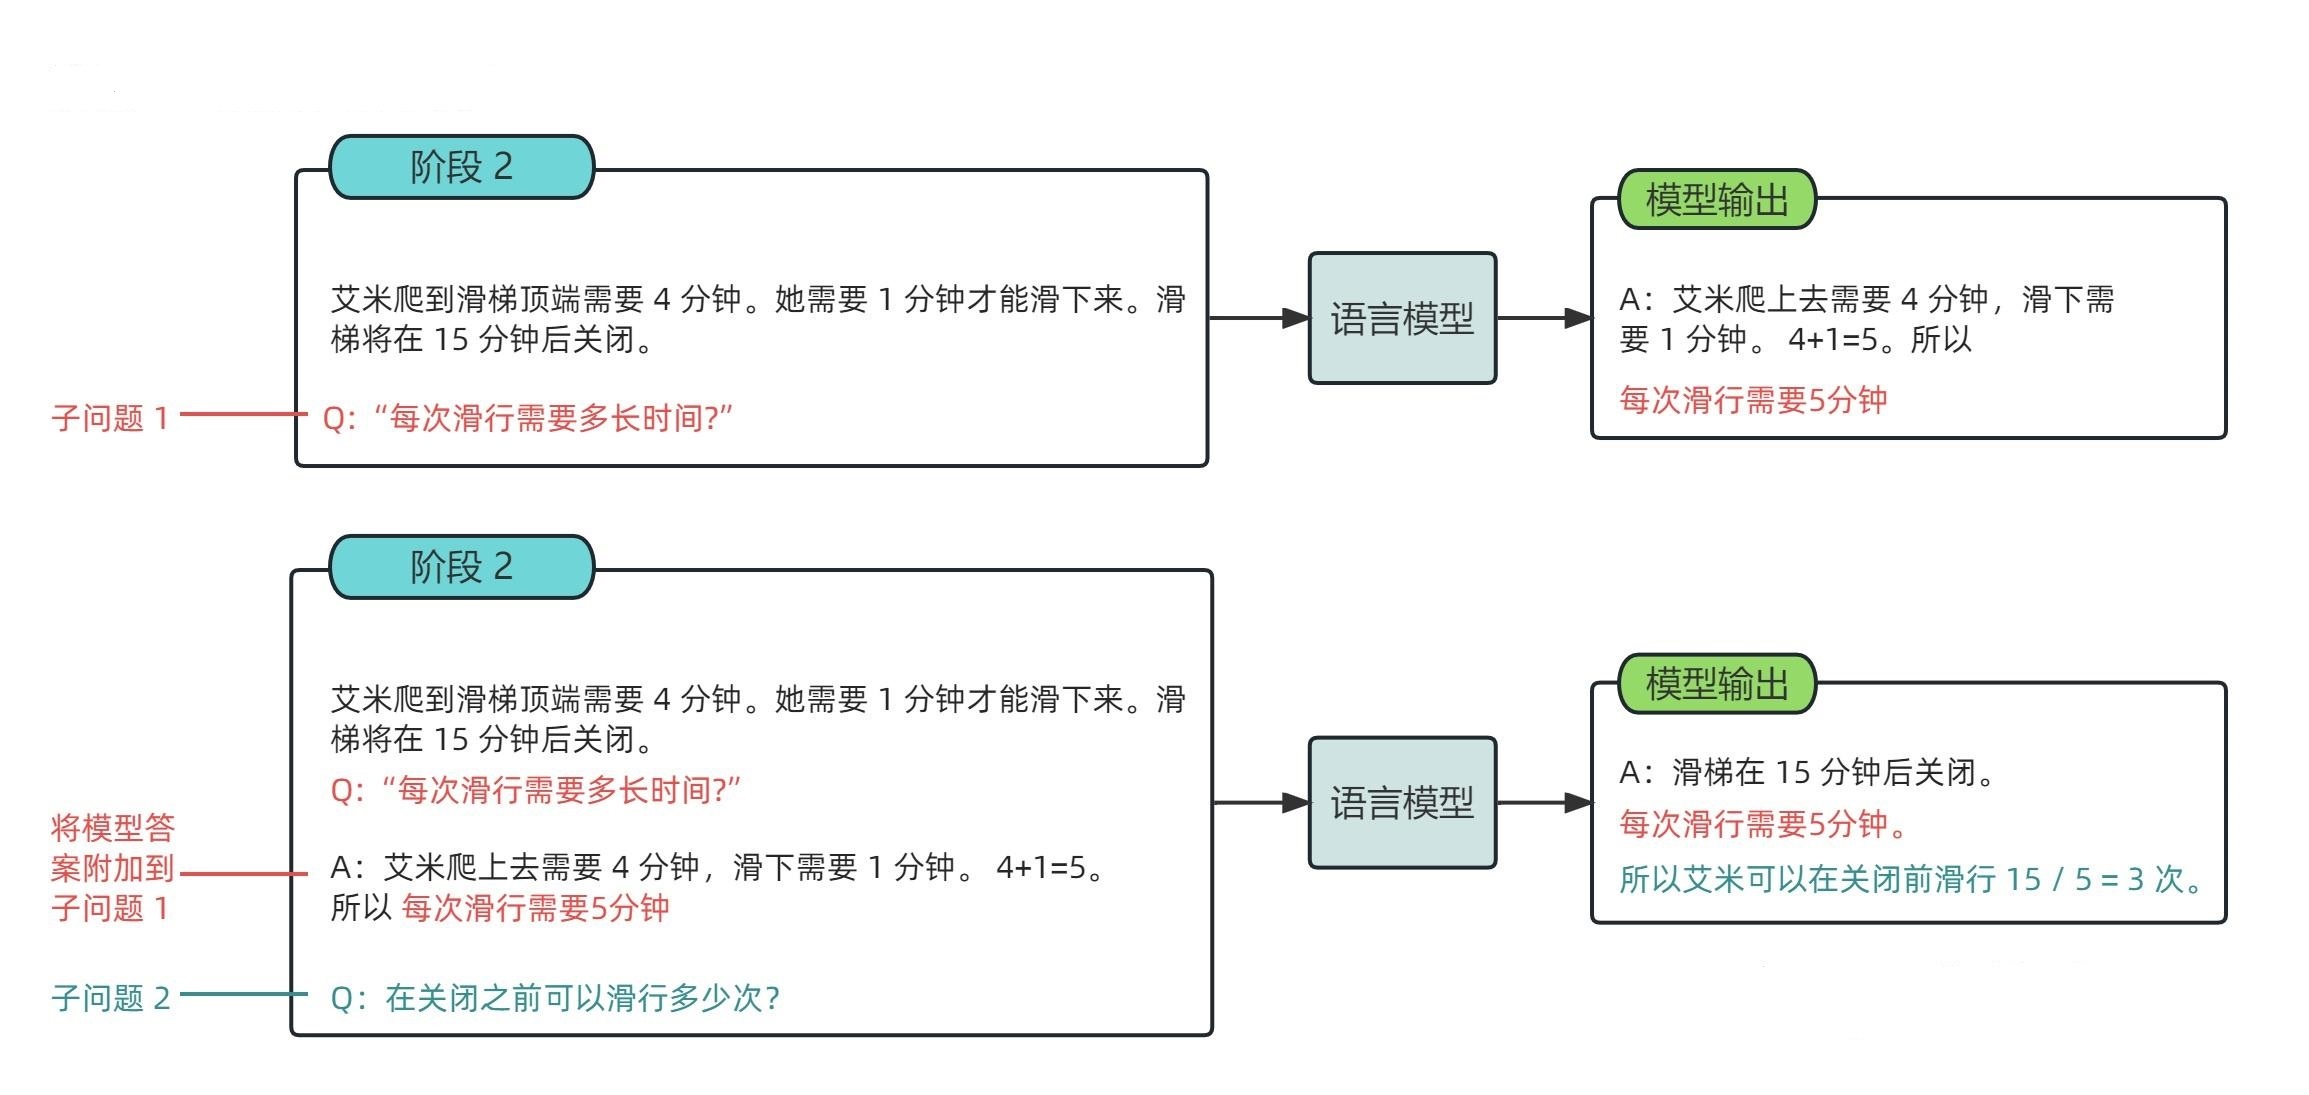 阶段 2
艾米爬到滑梯顶端需要 4 分钟。她需要 1 分钟才能滑下来。滑
梯将在 15 分钟后关闭。
子问题 1
Q：“每次滑行需要多长时间?”
语言模型
模型输出
A：艾米爬上去需要 4 分钟，滑下需
要 1 分钟。 4+1=5。所以
每次滑行需要5分钟
阶段 2
艾米爬到滑梯顶端需要 4 分钟。她需要 1 分钟才能滑下来。滑
梯将在 15 分钟后关闭。
Q：“每次滑行需要多长时间?”
将模型答
案附加到
子问题 1
A：艾米爬上去需要 4 分钟，滑下需要 1 分钟。 4+1=5。
所以 每次滑行需要5分钟
子问题 2
Q：在关闭之前可以滑行多少次？
语言模型
模型输出
A：滑梯在 15 分钟后关闭。
每次滑行需要5分钟。
所以艾米可以在关闭前滑行 15 / 5 = 3 次。